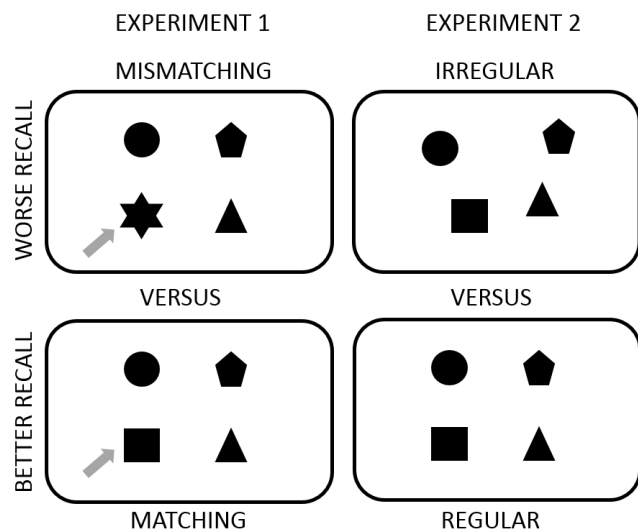 EXPERIMENT 1
EXPERIMENT 2
MISMATCHING
IRREGULAR
WORSE RECALL
VERSUS
VERSUS
BETTER RECALL
MATCHING
REGULAR